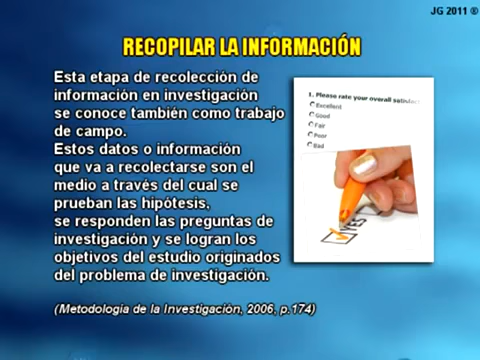 JG 2011 ®
RECOPILAR LA INFORMACIÓN
Esta etapa de recolección de
información en investigación
se conoce también como trabajo
de campo.
Estos datos o información
que va a recolectarse son el
medio a través del cual se
prueban las hipótesis,
se responden las preguntas de
investigación y se logran los
objetivos del estudio originados
del problema de investigación.
(Metodología de la Investigación, 2006, p.174)
1. Please rate your overall satisfac
Excellent
Good
Fair
Poor
Bad
YES